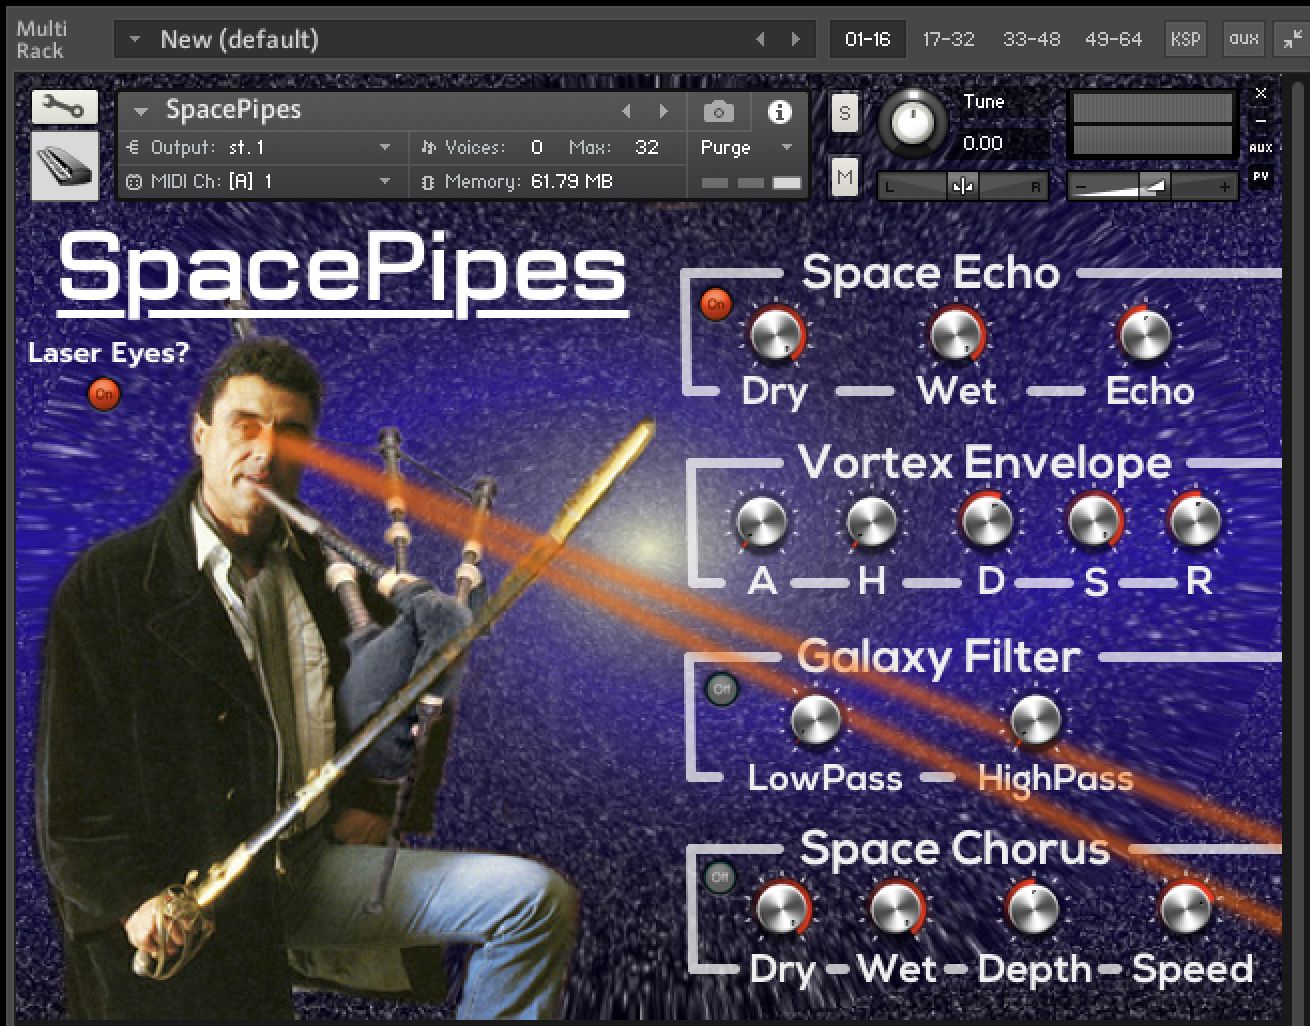 Multi Rack
New (default)
01-16 17-32 33-48 49-64 KSP aux
SpacePipes
Output: st.1
Voices: 0 Max: 32
Purge
MIDI Ch: [A] 1
Memory: 61.79 MB
S
M
Tune
0.00
L R
- +
X
-
AUX
PV
SpacePipes
Laser Eyes?
On
Space Echo
On
Dry Wet Echo
Vortex Envelope
A H D S R
Galaxy Filter
Off
LowPass HighPass
Space Chorus
Off
Dry Wet Depth Speed